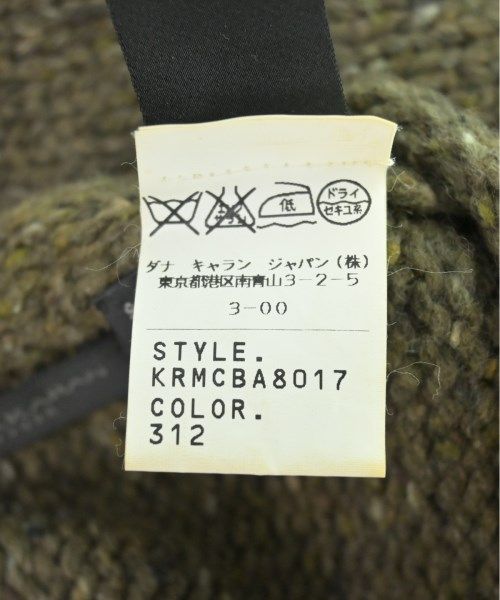 低
ドライ
セキユ系
ダナ キャラン ジャパン(株)
東京都港区南青山3-2-5
3-00
STYLE.
KRMCBA8017
COLOR.
312
KARAN